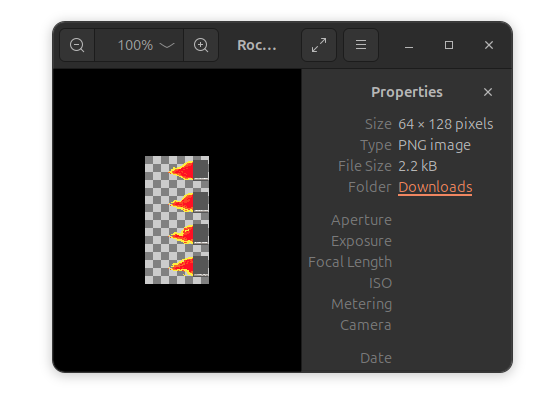 100%
Roc...
Properties
Size 64 × 128 pixels
Type PNG image
File Size 2.2 kB
Folder Downloads
Aperture
Exposure
Focal Length
ISO
Metering
Camera
Date